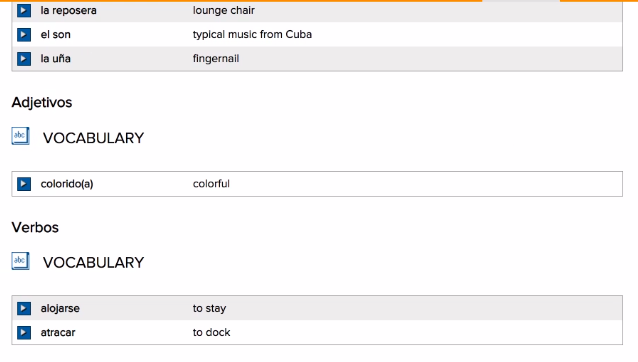 la reposera lounge chair
el son typical music from Cuba
la uña fingernail
Adjetivos
abc VOCABULARY
colorido(a) colorful
Verbos
abc VOCABULARY
alojarse to stay
atracar to dock